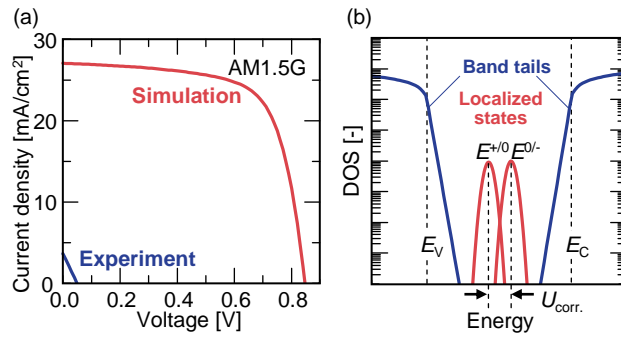 (a)
30
20
10
0
Current density [mA/cm²]
AM1.5G
Simulation
Experiment
0.0 0.2 0.4 0.6 0.8
Voltage [V]
(b)
DOS [-]
Band tails
Localized
states
E+/0 E0/-
EV EC
Ucorr.
Energy